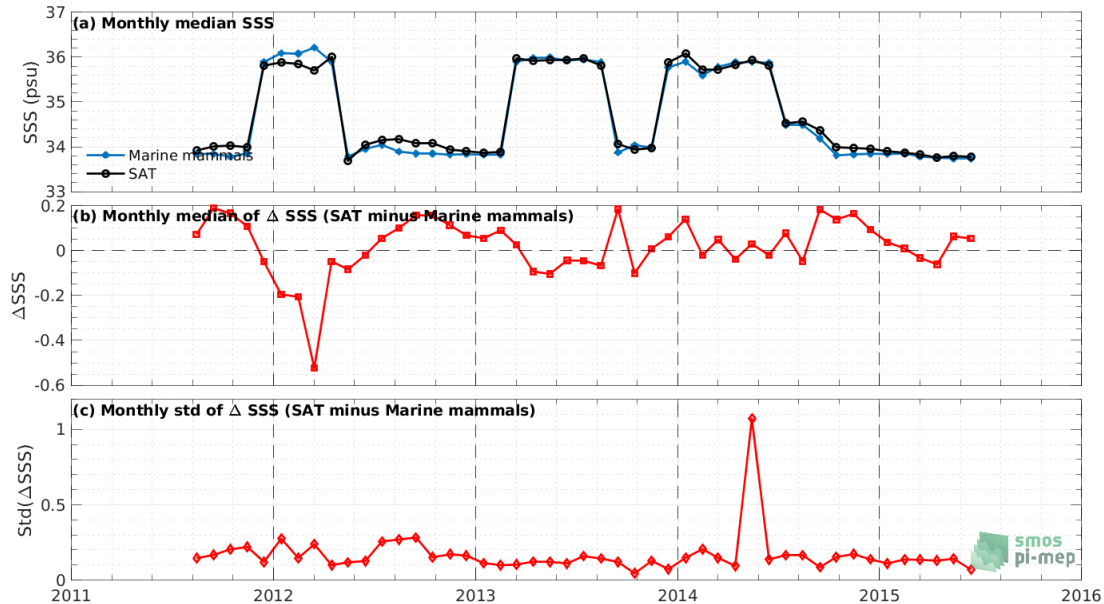 (a) Monthly median SSS
37
36
35
34
33
SSS (psu)
Marine mammals
SAT
(b) Monthly median of Δ SSS (SAT minus Marine mammals)
0.2
0
-0.2
-0.4
-0.6
ΔSSS
(c) Monthly std of Δ SSS (SAT minus Marine mammals)
1
0.5
0
Std(ΔSSS)
smos
pi-mep
2011 2012 2013 2014 2015 2016